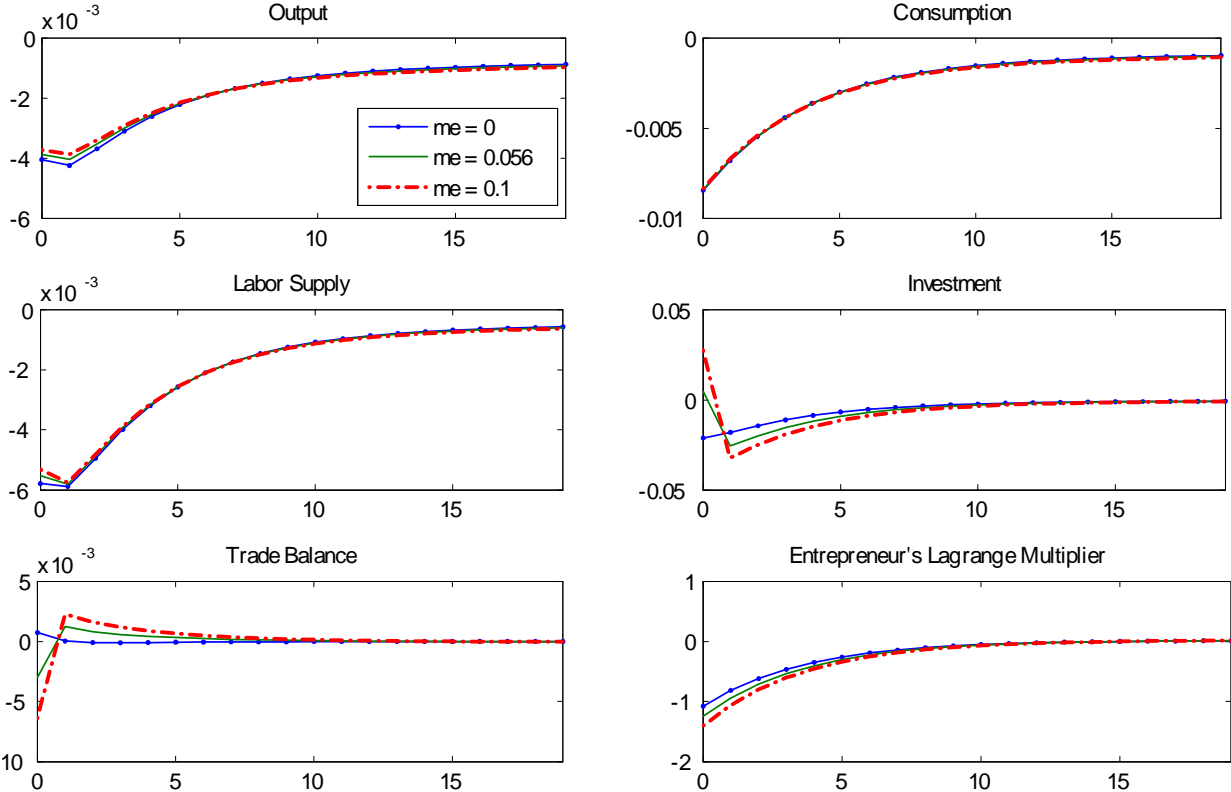 Output
x 10 -3
0
-2
-4
-6
0 5 10 15
me = 0
me = 0.056
me = 0.1
Consumption
0
-0.005
-0.01
0 5 10 15
Labor Supply
x 10 -3
0
-2
-4
-6
0 5 10 15
Investment
0.05
0
-0.05
0 5 10 15
Trade Balance
x 10 -3
5
0
-5
10
0 5 10 15
Entrepreneur's Lagrange Multiplier
1
0
-1
-2
0 5 10 15